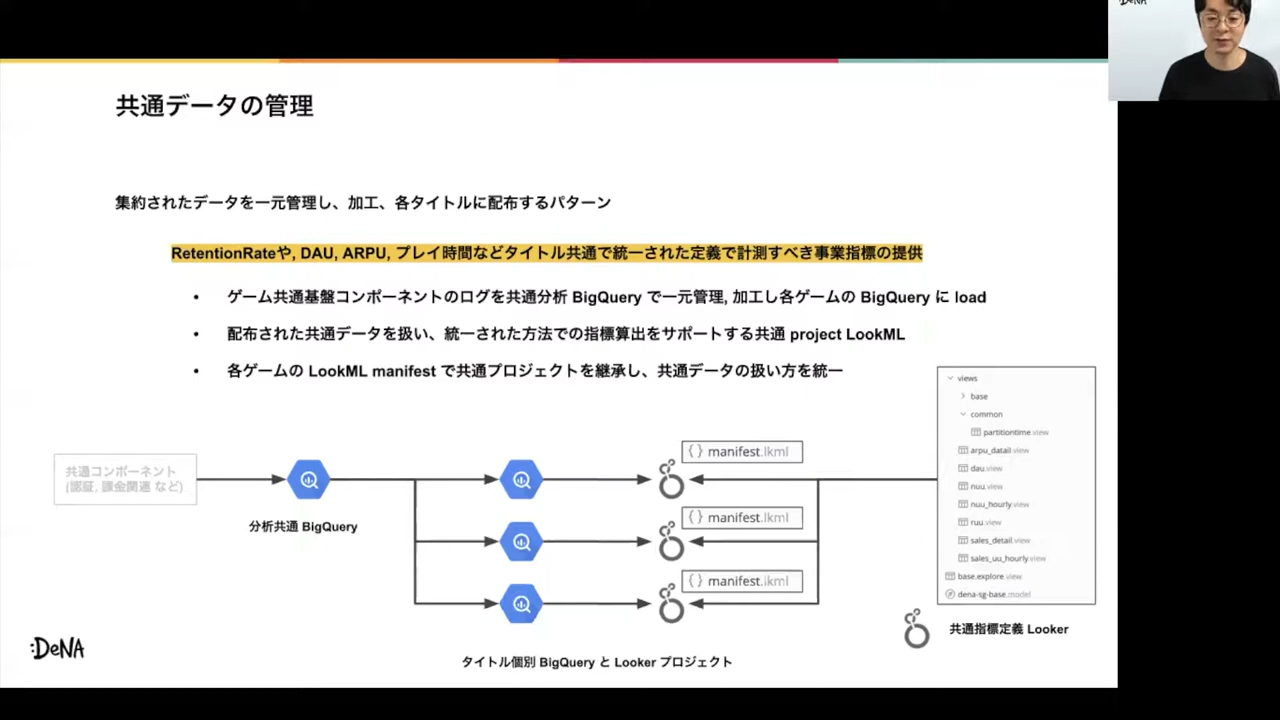 DeNA
共通データの管理
集約されたデータを一元管理し、加工、各タイトルに配布するパターン
RetentionRateや, DAU, ARPU, プレイ時間などタイトル共通で統一された定義で計測すべき事業指標の提供
• ゲーム共通基盤コンポーネントのログを共通分析 BigQuery で一元管理, 加工し各ゲームの BigQuery に load
• 配布された共通データを扱い、統一された方法での指標算出をサポートする共通 project LookML
• 各ゲームの LookML manifest で共通プロジェクトを継承し、共通データの扱い方を統一
共通コンポーネント
(認証, 課金関連 など)
分析共通 BigQuery
{ } manifest.lkml
{ } manifest.lkml
{ } manifest.lkml
views
base
common
partitiontime.view
arpu_datail.view
dau.view
nuu.view
nuu_hourly.view
ruu.view
sales_detail.view
sales_uu_hourly.view
base.explore.view
dena-sg-base.model
共通指標定義 Looker
:DeNA
タイトル個別 BigQuery と Looker プロジェクト